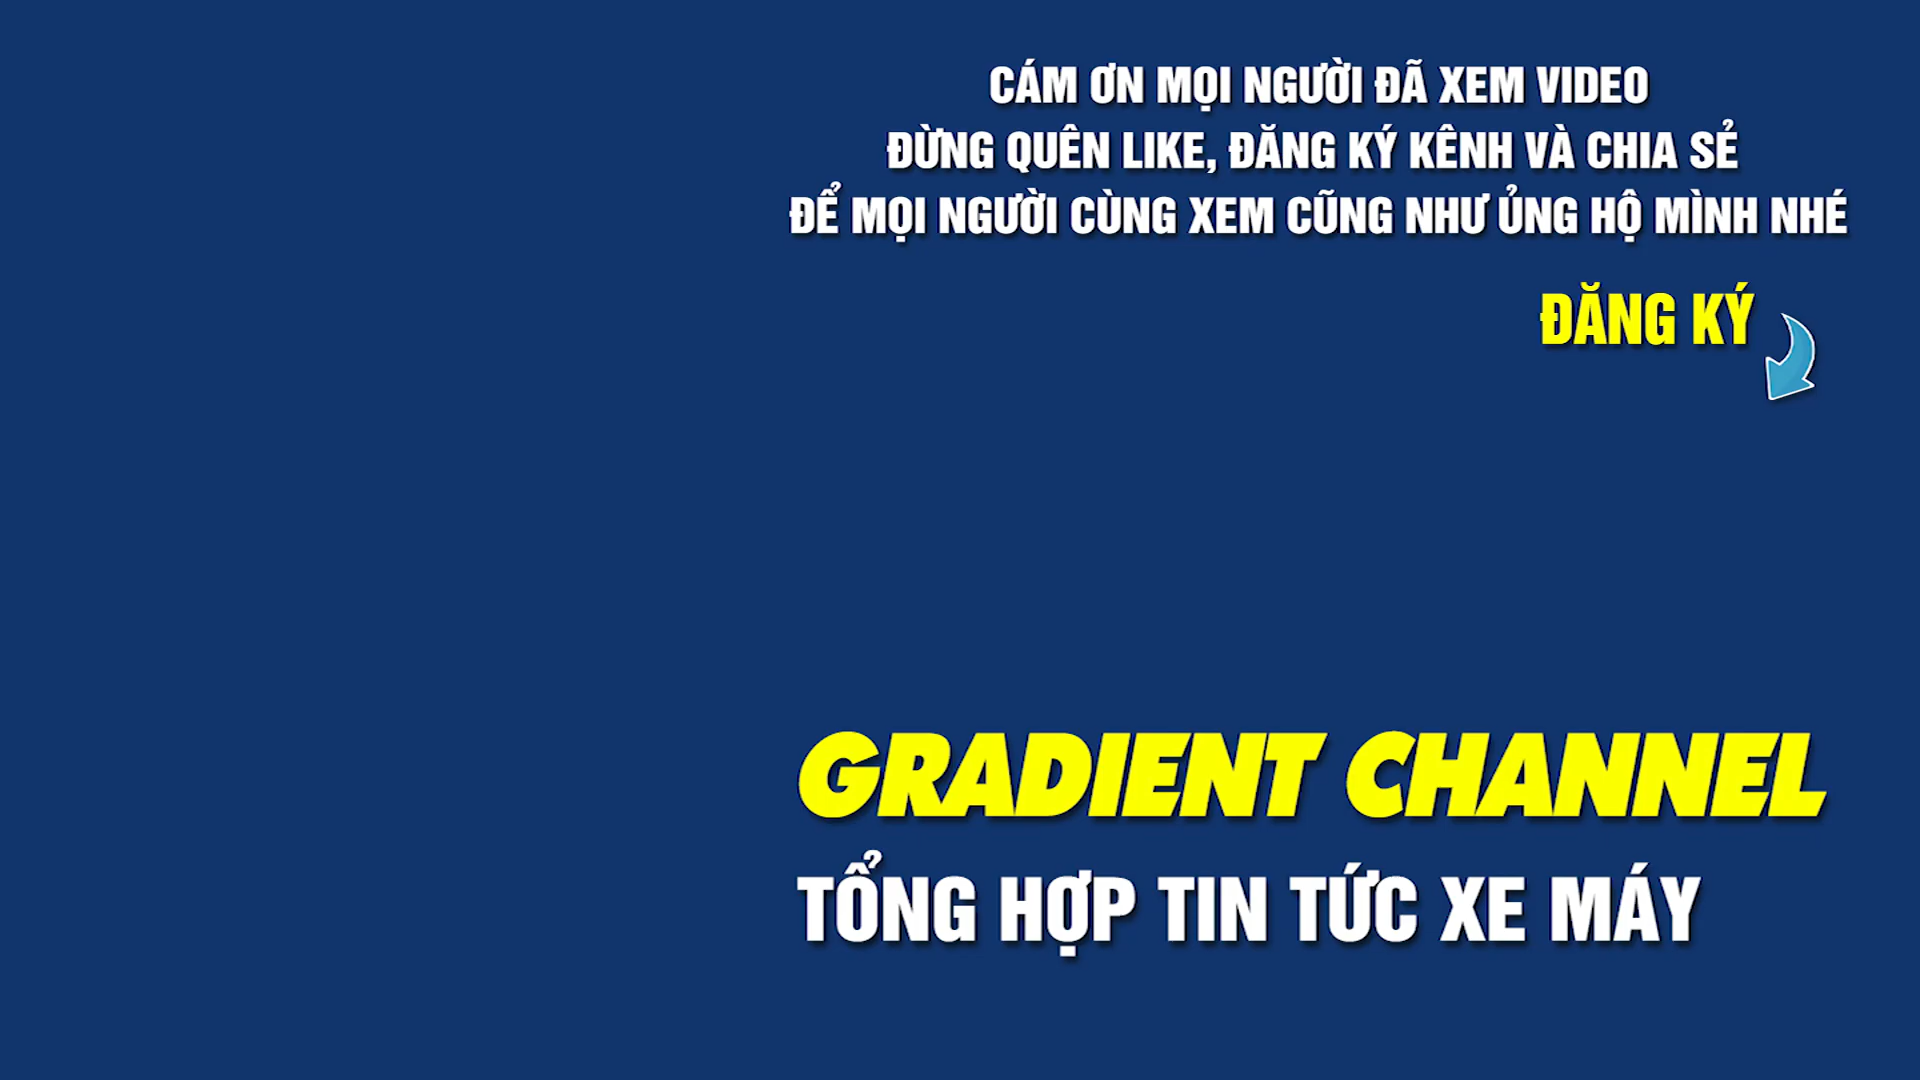 CÁM ƠN MỌI NGƯỜI ĐÃ XEM VIDEO
ĐỪNG QUÊN LIKE, ĐĂNG KÝ KÊNH VÀ CHIA SẺ
ĐỂ MỌI NGƯỜI CÙNG XEM CŨNG NHƯ ỦNG HỘ MÌNH NHÉ
ĐĂNG KÝ
GRADIENT CHANNEL
TỔNG HỢP TIN TỨC XE MÁY